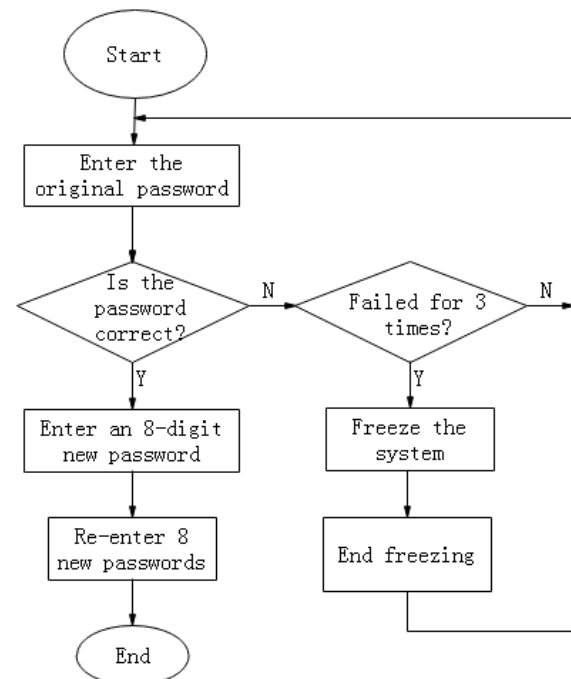 Start
Enter the
original password
Is the
password
correct?
N
Failed for 3
times?
N
Y
Y
Enter an 8-digit
new password
Freeze the
system
Re-enter 8
new passwords
End freezing
End